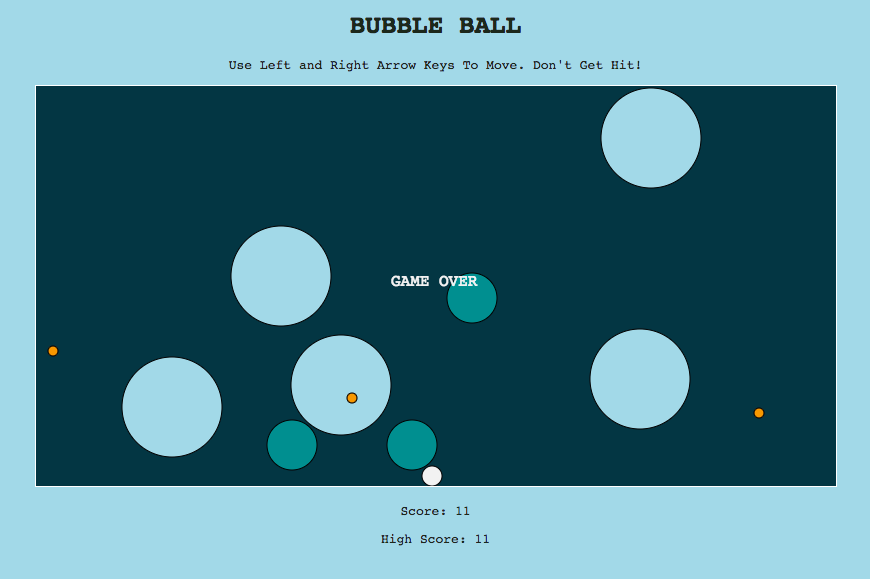 BUBBLE BALL
Use Left and Right Arrow Keys To Move. Don't Get Hit!
GAME OVER
Score: 11
High Score: 11